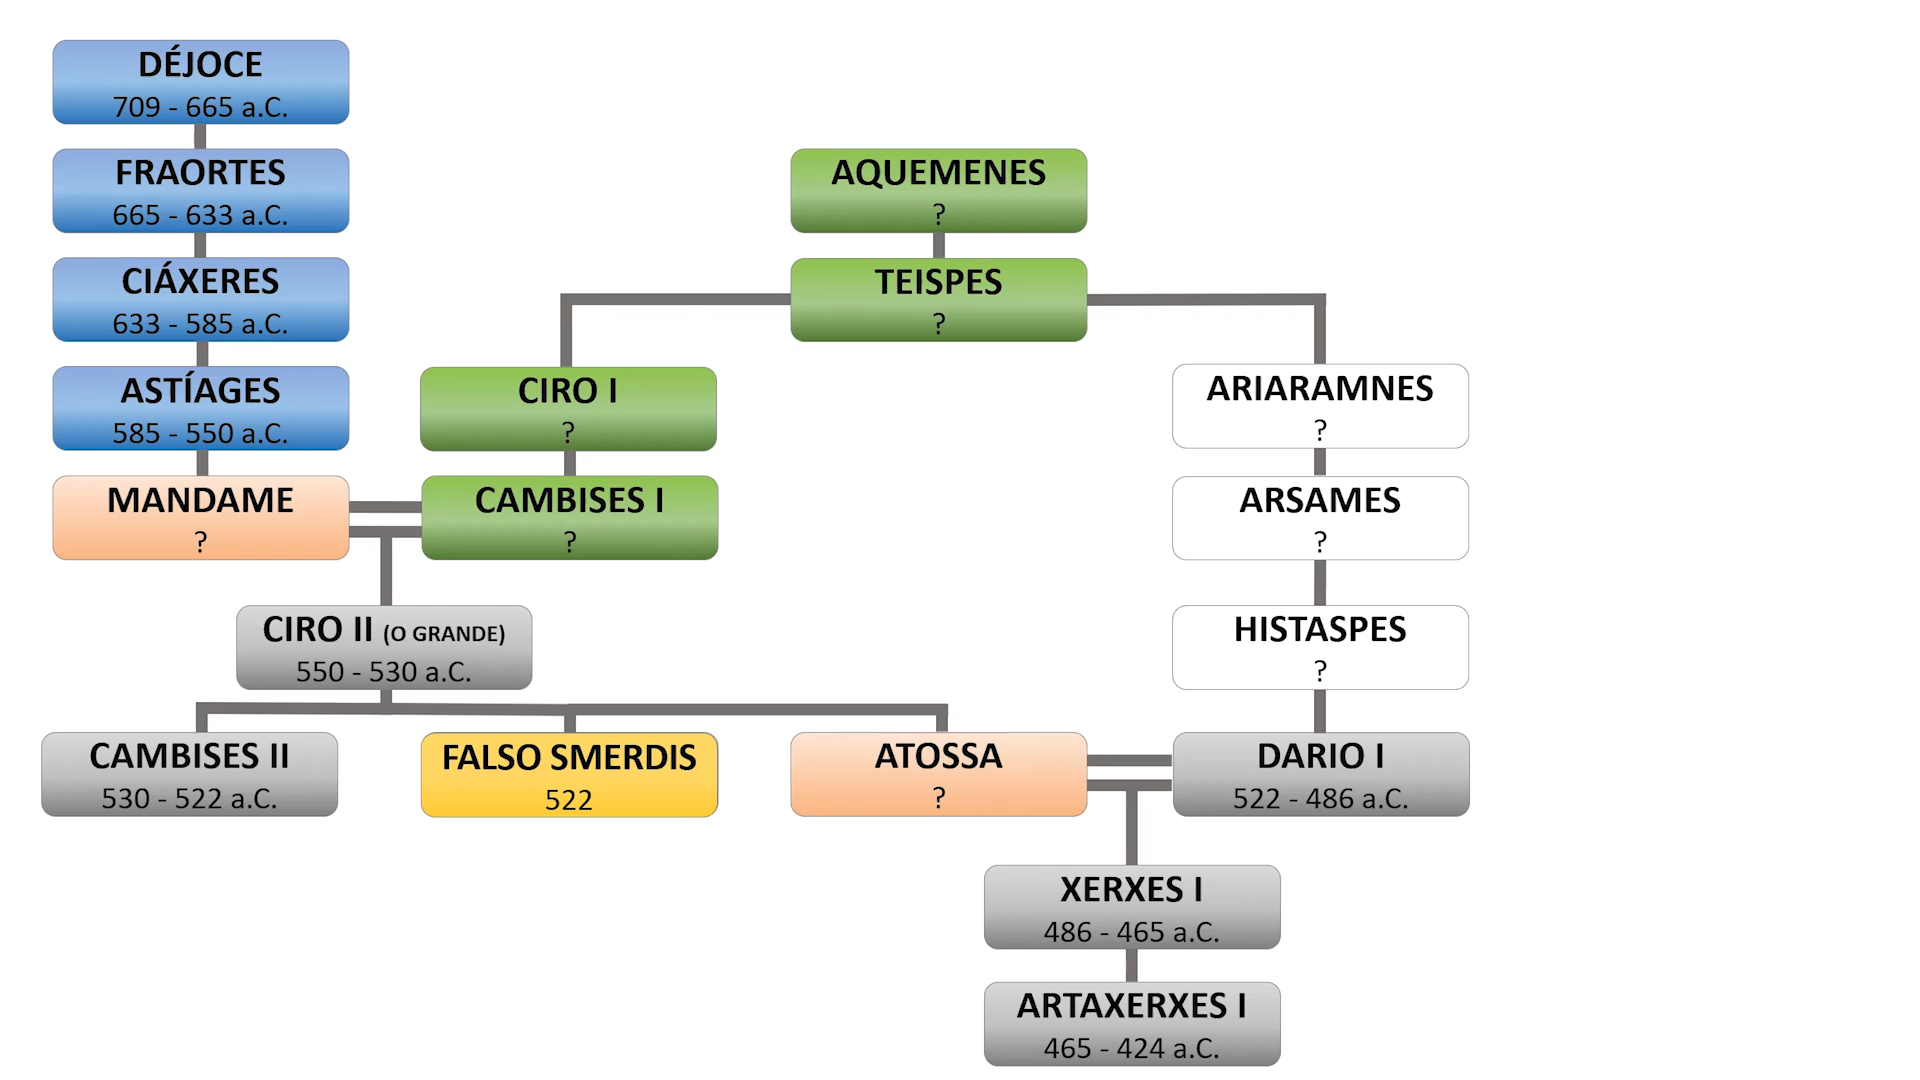 DÉJOCE
709 - 665 a.C.
FRAORTES
665 - 633 a.C.
AQUEMENES
?
CIÁXERES
633 - 585 a.C.
TEISPES
?
ASTÍAGES
585 - 550 a.C.
CIRO I
?
ARIARAMNES
?
MANDAME
?
CAMBISES I
?
ARSAMES
?
CIRO II (O GRANDE)
550 - 530 a.C.
HISTASPES
?
CAMBISES II
530 - 522 a.C.
FALSO SMERDIS
522
ATOSSA
?
DARIO I
522 - 486 a.C.
XERXES I
486 - 465 a.C.
ARTAXERXES I
465 - 424 a.C.